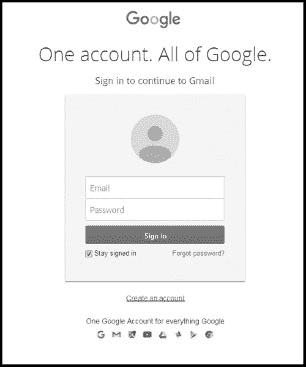 Google
One account. All of Google.
Sign in to continue to Gmail
Email
Password
Sign in
Stay signed in Forgot password?
Create an account
One Google Account for everything Google